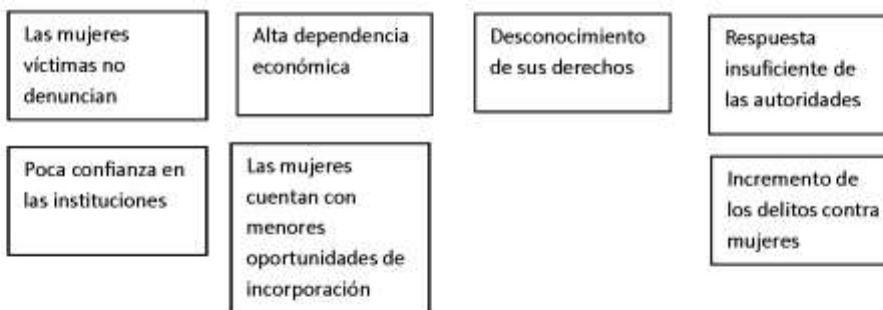 Las mujeres
víctimas no
denuncian
Alta dependencia
económica
Desconocimiento
de sus derechos
Respuesta
insuficiente de
las autoridades
Poca confianza en
las instituciones
Las mujeres
cuentan con
menores
oportunidades de
incorporación
Incremento de
los delitos contra
mujeres